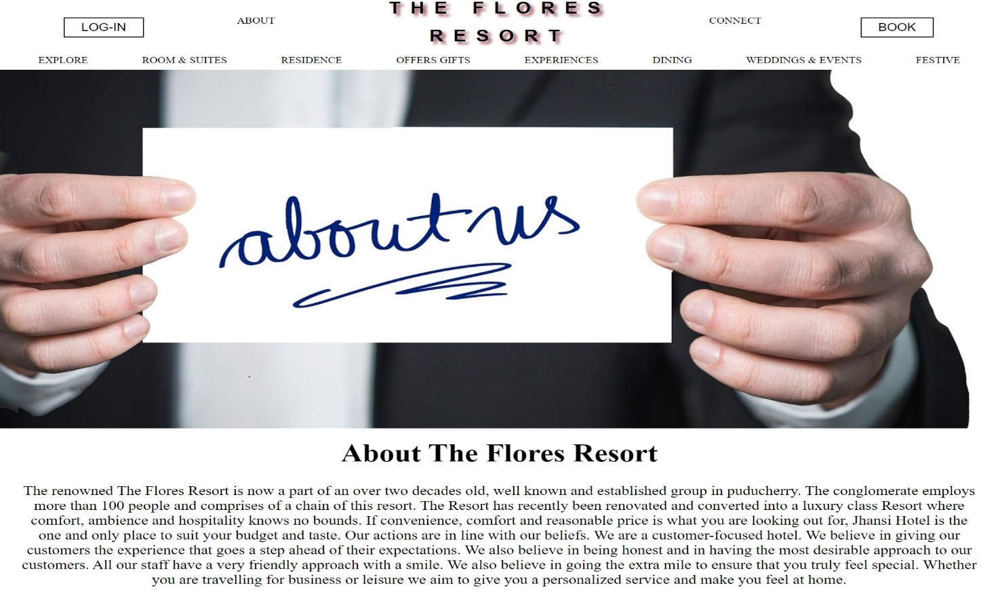 THE FLORES
RESORT
LOG-IN
ABOUT
CONNECT
BOOK
EXPLORE
ROOM & SUITES
RESIDENCE
OFFERS GIFTS
EXPERIENCES
DINING
WEDDINGS & EVENTS
FESTIVE
about us
About The Flores Resort
The renowned The Flores Resort is now a part of an over two decades old, well known and established group in puducherry. The conglomerate employs
more than 100 people and comprises of a chain of this resort. The Resort has recently been renovated and converted into a luxury class Resort where
comfort, ambience and hospitality knows no bounds. If convenience, comfort and reasonable price is what you are looking out for, Jhansi Hotel is the
one and only place to suit your budget and taste. Our actions are in line with our beliefs. We are a customer-focused hotel. We believe in giving our
customers the experience that goes a step ahead of their expectations. We also believe in being honest and in having the most desirable approach to our
customers. All our staff have a very friendly approach with a smile. We also believe in going the extra mile to ensure that you truly feel special. Whether
you are travelling for business or leisure we aim to give you a personalized service and make you feel at home.